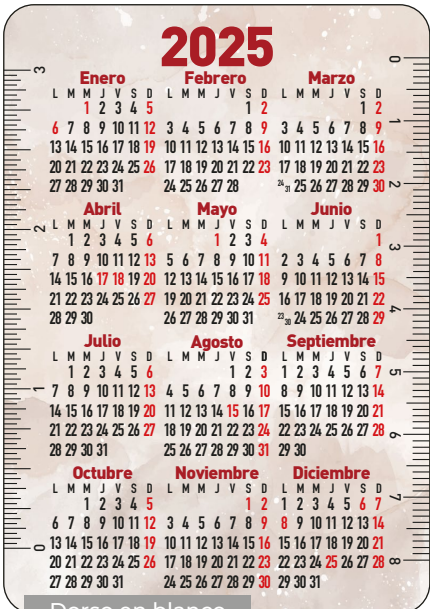 2025
Enero Febrero Marzo
L M M J V S D L M M J V S D L M M J V S D
1 2 3 4 5 1 2 1 2
6 7 8 9 10 11 12 3 4 5 6 7 8 9 3 4 5 6 7 8 9
13 14 15 16 17 18 19 10 11 12 13 14 15 16 10 11 12 13 14 15 16
20 21 22 23 24 25 26 17 18 19 20 21 22 23 17 18 19 20 21 22 23
27 28 29 30 31 24 25 26 27 28 24 31 25 26 27 28 29 30
Abril Mayo Junio
L M M J V S D L M M J V S D L M M J V S D
1 2 3 4 5 6 1 2 3 4 1
7 8 9 10 11 12 13 5 6 7 8 9 10 11 2 3 4 5 6 7 8
14 15 16 17 18 19 20 12 13 14 15 16 17 18 9 10 11 12 13 14 15
21 22 23 24 25 26 27 19 20 21 22 23 24 25 16 17 18 19 20 21 22
28 29 30 26 27 28 29 30 31 23 30 24 25 26 27 28 29
Julio Agosto Septiembre
L M M J V S D L M M J V S D L M M J V S D
1 2 3 4 5 6 1 2 3 1 2 3 4 5 6 7
7 8 9 10 11 12 13 4 5 6 7 8 9 10 8 9 10 11 12 13 14
14 15 16 17 18 19 20 11 12 13 14 15 16 17 15 16 17 18 19 20 21
21 22 23 24 25 26 27 18 19 20 21 22 23 24 22 23 24 25 26 27 28
28 29 30 31 25 26 27 28 29 30 31 29 30
Octubre Noviembre Diciembre
L M M J V S D L M M J V S D L M M J V S D
1 2 3 4 5 1 2 1 2 3 4 5 6 7
6 7 8 9 10 11 12 3 4 5 6 7 8 9 8 9 10 11 12 13 14
13 14 15 16 17 18 19 10 11 12 13 14 15 16 15 16 17 18 19 20 21
20 21 22 23 24 25 26 17 18 19 20 21 22 23 22 23 24 25 26 27 28
27 28 29 30 31 24 25 26 27 28 29 30 29 30 31
3
2
1
0
0
1
2
3
4
5
6
7
8
Dorso en blanco